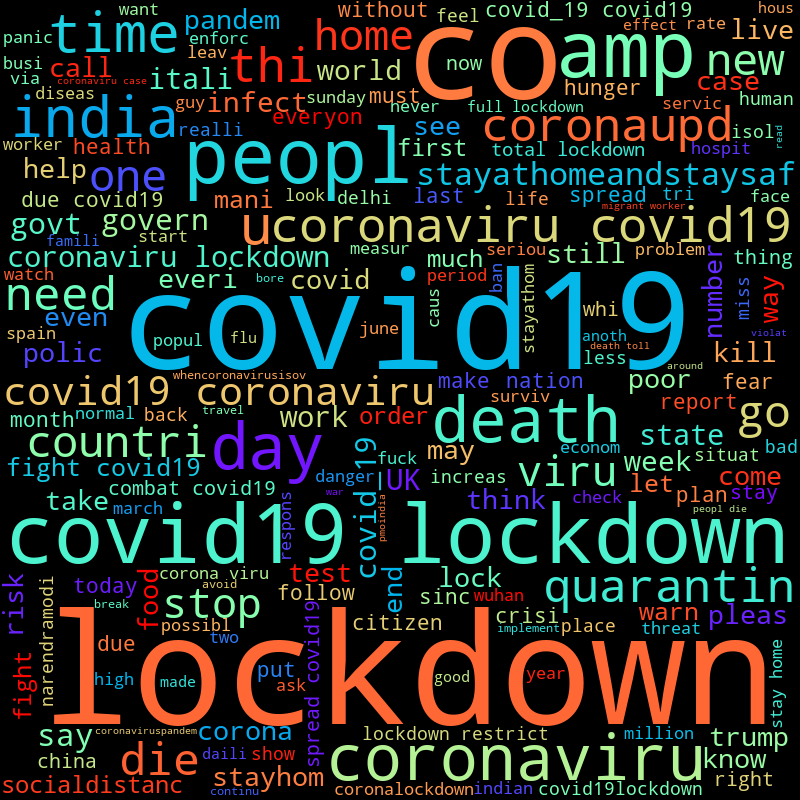 want
without
feel
covid_19 covid19
hous
panic
time
pandem
enforc
home
co
amp
effect
rate
live
busi
via
call
leav
thi
now
new
coronaviru case
itali
world
diseas
guy
infect
sunday
must
never
full lockdown
hunger
case
human
servic
india
realli
everyon
see
coronaupd
isol
read
worker
health
peopl
first
total lockdown
hospit
help
one
stayathomeandstaysaf
due covid19
mani
look
delhi
last
life
spread tri
face
migrant worker
govt
govern
u
coronaviru covid19
famili
start
measur
coronaviru lockdown
much
seriou
still
problem
thing
watch
everi
covid
period
ban
number
miss
way
need
bore
caus
stayathom
whi
violat
even
covid19
june
anoth
spain
popul
flu
death toll
less
polic
kill
around
whencoronavirusisov
make nation
poor
fear
covid19 coronaviru
surviv
report
month
normal
back
travel
work
order
death
go
countri
day
may
state
bad
fight covid19
fuck
econom
situat
danger
UK
increas
viru
week
come
combat covid19
think
check
let
plan
stay
take
march
respons
war
covid_19
pmoindia
peopl die
covid19 lockdown
corona viru
test
end
lock
risk
today
food
avoid
follow
sinc
wuhan
quarantin
narendramodi
break
stop
crisi
warn
pleas
possibl
citizen
implement
place
threat
fight
due
two
spread covid19
lockdown
stay home
high
made
put
ask
good
year
say
coronaviruspandem
corona
lockdown restrict
million
trump
china
die
daili
show
coronaviru
know
socialdistanc
continu
stayhom
coronalockdown
indian
covid19lockdown
right